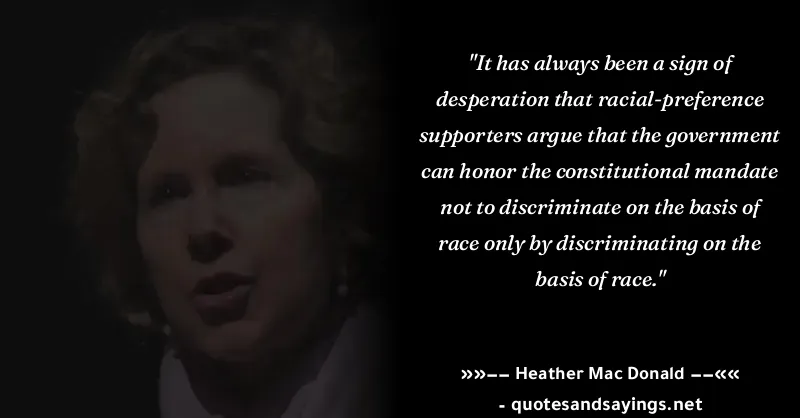 "It has always been a sign of
desperation that racial-preference
supporters argue that the government
can honor the constitutional mandate
not to discriminate on the basis of
race only by discriminating on the
basis of race."
»»–– Heather Mac Donald ––««
- quotesandsayings.net